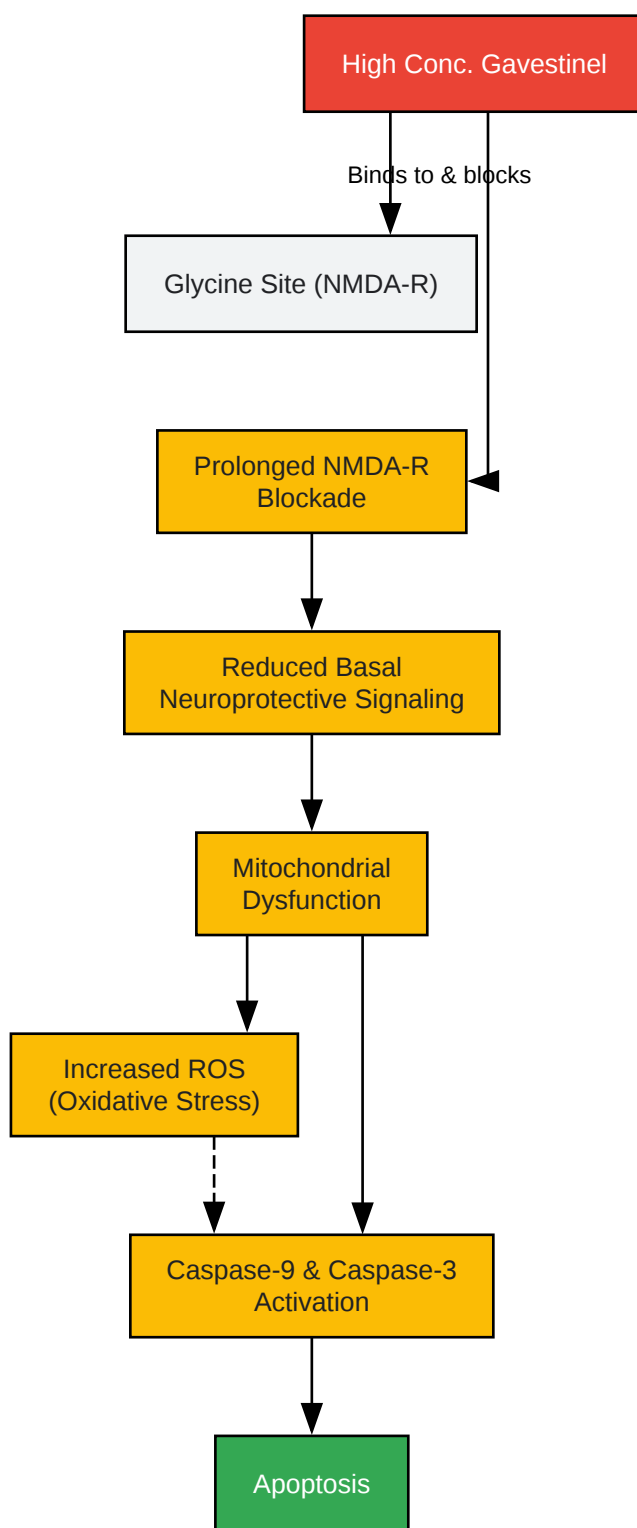 High Conc. Gavestinel
Binds to & blocks
Glycine Site (NMDA-R)
Prolonged NMDA-R
Blockade
Reduced Basal
Neuroprotective Signaling
Mitochondrial
Dysfunction
Increased ROS
(Oxidative Stress)
Caspase-9 & Caspase-3
Activation
Apoptosis